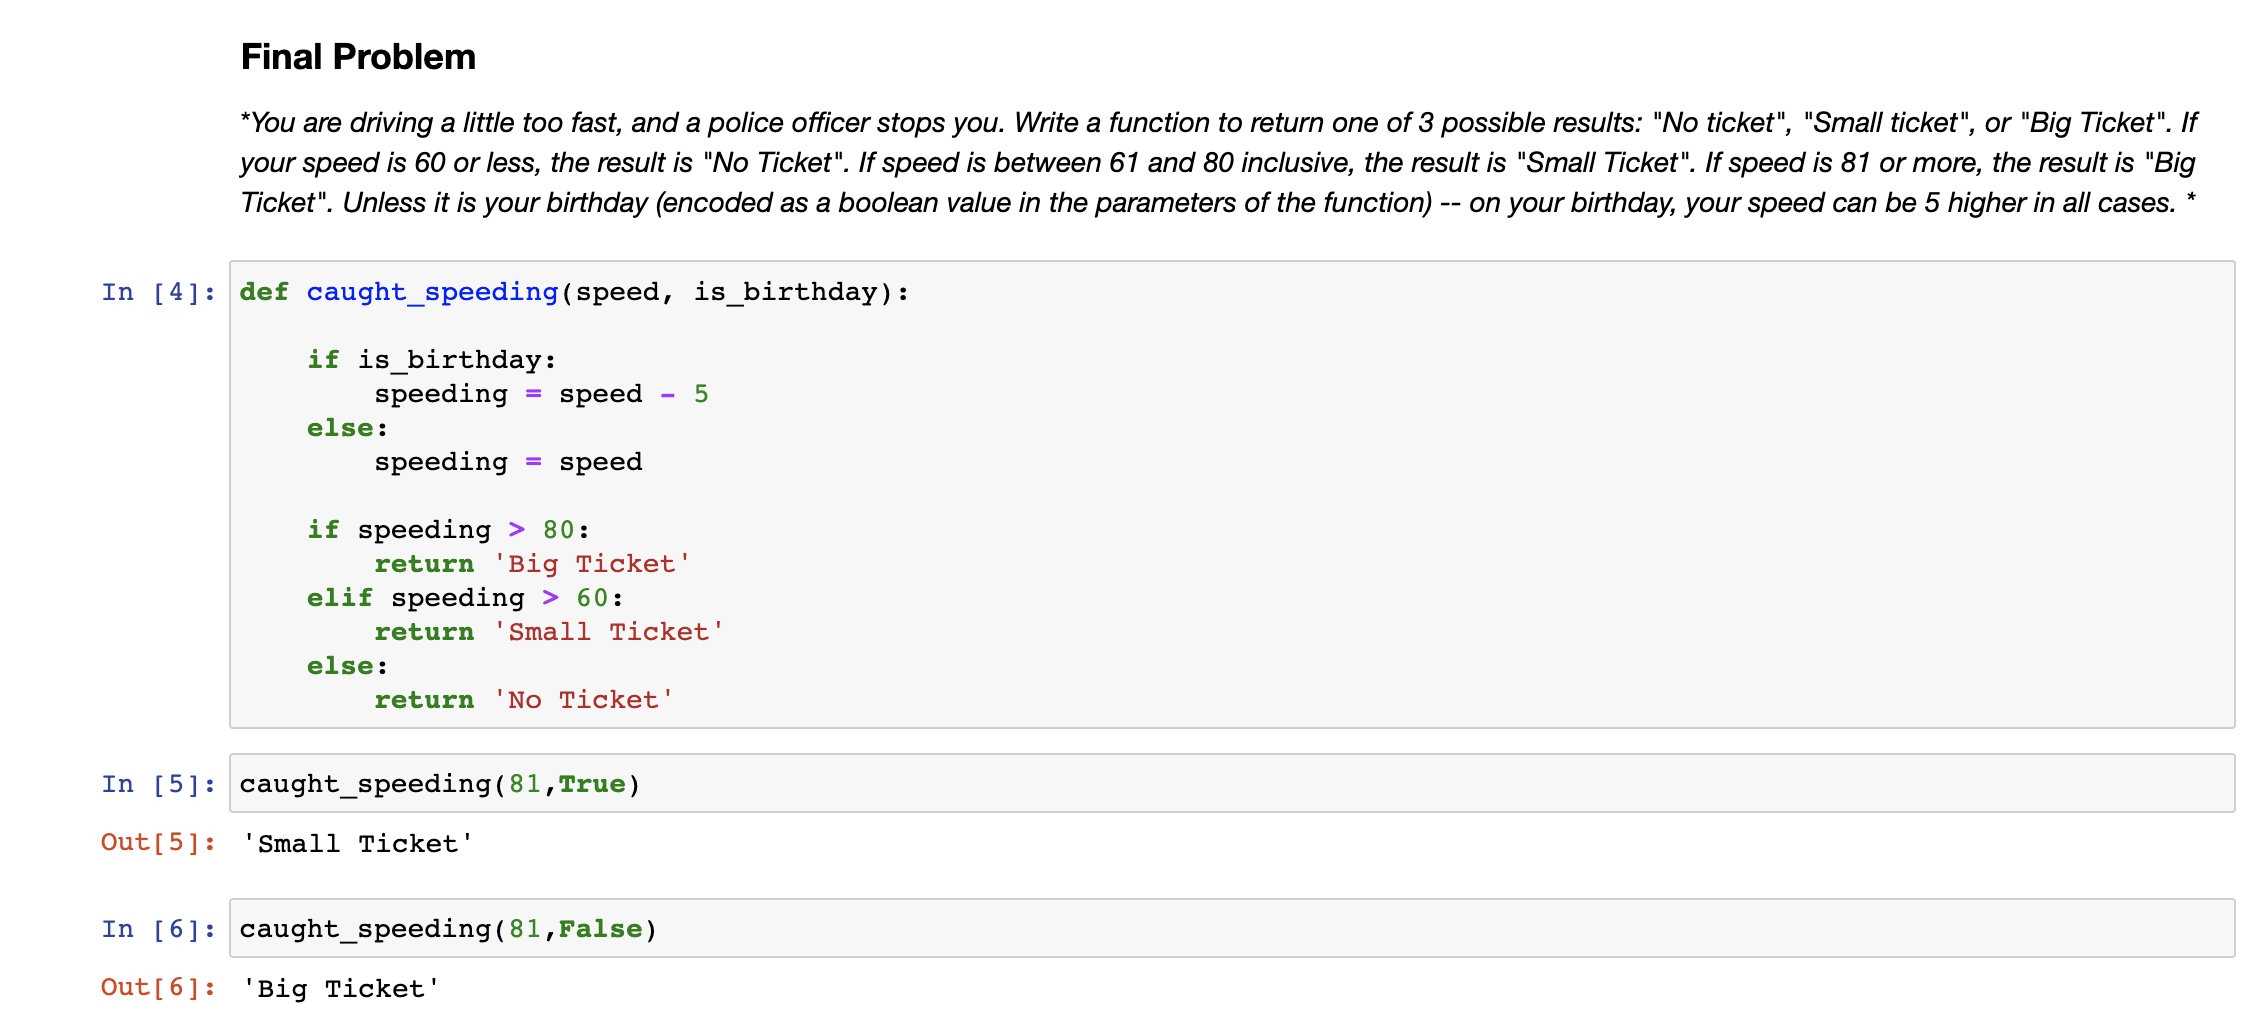 Final Problem
*You are driving a little too fast, and a police officer stops you. Write a function to return one of 3 possible results: "No ticket", "Small ticket", or "Big Ticket". If
your speed is 60 or less, the result is "No Ticket". If speed is between 61 and 80 inclusive, the result is "Small Ticket". If speed is 81 or more, the result is "Big
Ticket". Unless it is your birthday (encoded as a boolean value in the parameters of the function) -- on your birthday, your speed can be 5 higher in all cases. *
In [4]: def caught_speeding(speed, is_birthday):
    if is_birthday:
        speeding = speed - 5
    else:
        speeding = speed
    if speeding > 80:
        return 'Big Ticket'
    elif speeding > 60:
        return 'Small Ticket'
    else:
        return 'No Ticket'
In [5]: caught_speeding(81,True)
Out[5]: 'Small Ticket'
In [6]: caught_speeding(81,False)
Out[6]: 'Big Ticket'